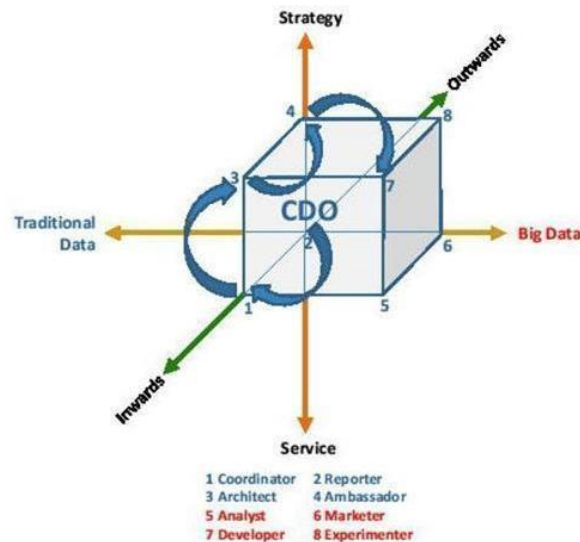 Strategy
Outwards
4
8
3
7
CDO
Traditional
Data
2
6
Big Data
1
5
Inwards
Service
1 Coordinator 2 Reporter
3 Architect 4 Ambassador
5 Analyst 6 Marketer
7 Developer 8 Experimenter